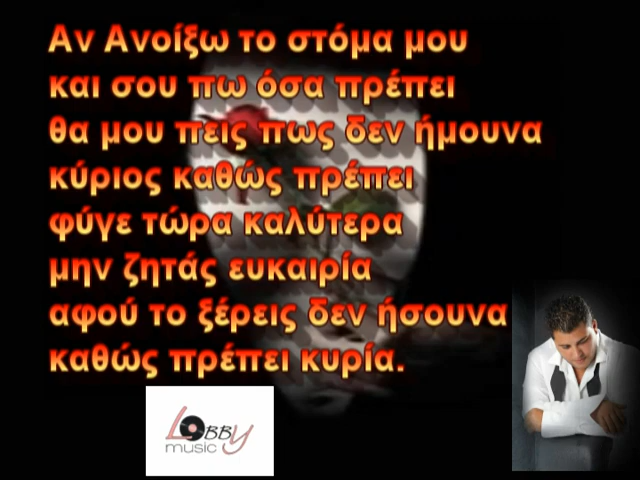 Αν Ανοίξω το στόμα μου
και σου πω όσα πρέπει
θα μου πεις πως δεν ήμουνα
κύριος καθώς πρέπει
φύγε τώρα καλύτερα
μην ζητάς ευκαιρία
αφού το ξέρεις δεν ήσουνα
καθώς πρέπει κυρία.
LOBBY
music